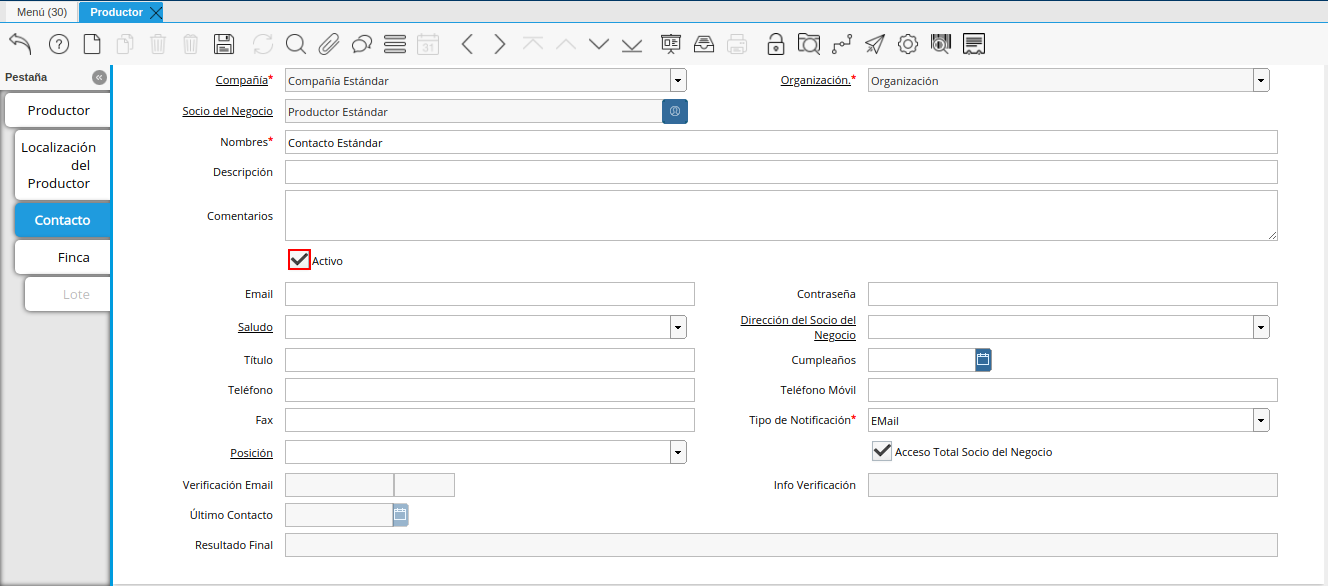 Menú (30)
Productor
31
Pestaña
Productor
Localización
del
Productor
Contacto
Finca
Lote
Compañía*
Compañía Estándar
Organización.*
Organización
Socio del Negocio
Productor Estándar
Nombres*
Contacto Estándar
Descripción
Comentarios
Activo
Email
Contraseña
Saludo
Dirección del Socio del
Negocio
Título
Cumpleaños
Teléfono
Teléfono Móvil
Fax
Tipo de Notificación*
EMail
Posición
Acceso Total Socio del Negocio
Verificación Email
Info Verificación
Último Contacto
Resultado Final